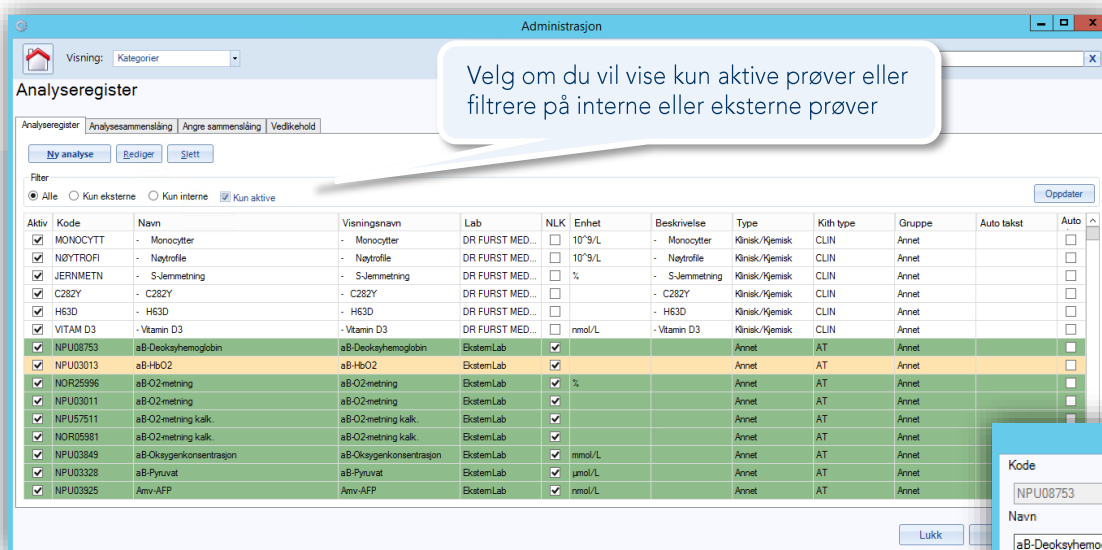 Administrasjon
Visning: Kategorier
X
Velg om du vil vise kun aktive prøver eller
filtrere på interne eller eksterne prøver
Analyseregister
Analyseregister Analysesammenslåing Angre sammenslåing Vedlikehold
Ny analyse Rediger Slett
Filter
Alle Kun eksterne Kun interne Kun aktive
Oppdater
Aktiv Kode Navn Visningsnavn Lab NLK Enhet Beskrivelse Type Kith type Gruppe Auto takst Auto
MONOCYTT - Monocytter - Monocytter DR FURST MED... 10^9/L - Monocytter Klinisk/Kjemisk CLIN Annet
NØYTROFI - Nøytrofile - Nøytrofile DR FURST MED... 10^9/L - Nøytrofile Klinisk/Kjemisk CLIN Annet
JERNMETN - S-Jernmetning - S-Jernmetning DR FURST MED... % - S-Jernmetning Klinisk/Kjemisk CLIN Annet
C282Y - C282Y - C282Y DR FURST MED... - C282Y Klinisk/Kjemisk CLIN Annet
H63D - H63D - H63D DR FURST MED... - H63D Klinisk/Kjemisk CLIN Annet
VITAM D3 - Vitamin D3 - Vitamin D3 DR FURST MED... nmol/L - Vitamin D3 Klinisk/Kjemisk CLIN Annet
NPU08753 aB-Deoksyhemoglobin aB-Deoksyhemoglobin EksternLab Annet AT Annet
NPU03013 aB-HbO2 aB-HbO2 EksternLab Annet AT Annet
NOR25996 aB-O2-metning aB-O2-metning EksternLab % Annet AT Annet
NPU03011 aB-O2-metning aB-O2-metning EksternLab Annet AT Annet
NPU57511 aB-O2-metning kalk. aB-O2-metning kalk. EksternLab Annet AT Annet
NOR05981 aB-O2-metning kalk. aB-O2-metning kalk. EksternLab Annet AT Annet
NPU03849 aB-Oksygenkonsentrasjon aB-Oksygenkonsentrasjon EksternLab mmol/L Annet AT Annet
NPU03328 aB-Pyruvat aB-Pyruvat EksternLab µmol/L Annet AT Annet
NPU03925 Amv-AFP Amv-AFP EksternLab nmol/L Annet AT Annet
Lukk
Kode
NPU08753
Navn
aB-Deoksyhemo